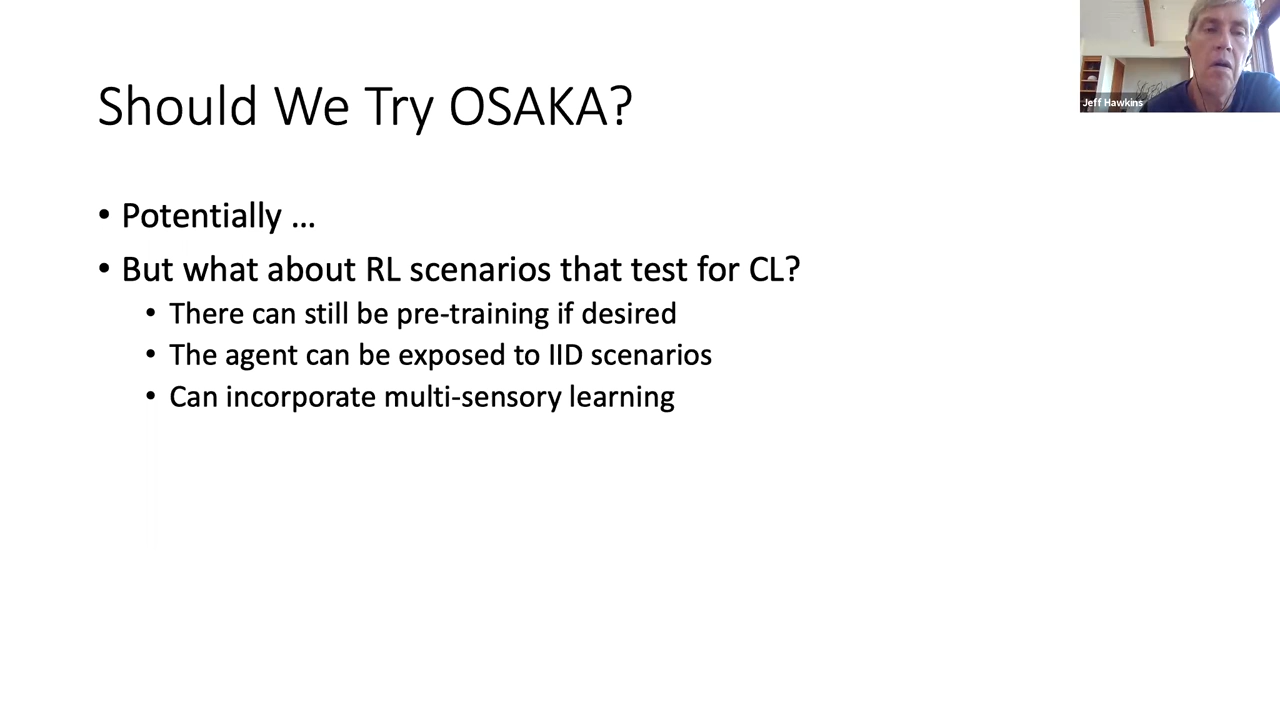 Should We Try OSAKA?
• Potentially …
• But what about RL scenarios that test for CL?
• There can still be pre-training if desired
• The agent can be exposed to IID scenarios
• Can incorporate multi-sensory learning
Jeff Hawkins